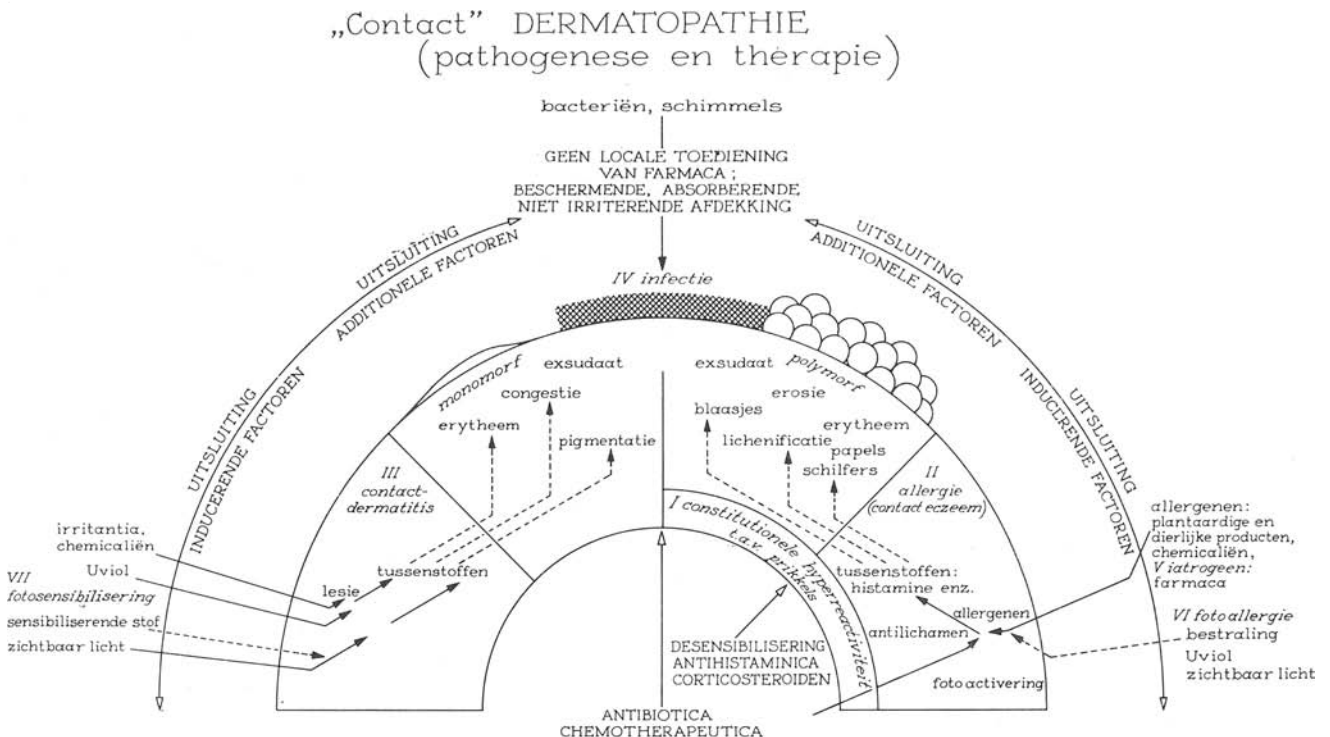 „Contact” DERMATOPATHIE
(pathogenese en therapie)
bacteriën, schimmels
GEEN LOCALE TOEDIENING
VAN FARMACA ;
BESCHERMENDE, ABSORBERENDE
NIET IRRITERENDE AFDEKKING
UITSLUITING
ADDITIONELE FACTOREN
UITSLUITING
INDUCERENDE FACTOREN
UITSLUITING
ADDITIONELE FACTOREN
UITSLUITING
INDUCERENDE FACTOREN
IV infectie
monomorf
exsudaat
congestie
erytheem
pigmentatie
exsudaat
polymorf
erosie
blaasjes
erytheem
lichenificatie
papels
schilfers
III
contact-
dermatitis
II
allergie
(contact eczeem)
I constitutionele hyperreactiviteit
t.a.v. prikkels
irritantia,
chemicaliën
Uviol
VII
fotosensibilisering
sensibiliserende stof
zichtbaar licht
lesie
tussenstoffen
tussenstoffen:
histamine enz.
allergenen
antilichamen
foto activering
allergenen:
plantaardige en
dierlijke producten,
chemicaliën,
V iatrogeen:
farmaca
VI foto allergie
bestraling
Uviol
zichtbaar licht
DESENSIBILISERING
ANTIHISTAMINICA
CORTICOSTEROIDEN
ANTIBIOTICA
CHEMOTHERAPEUTICA